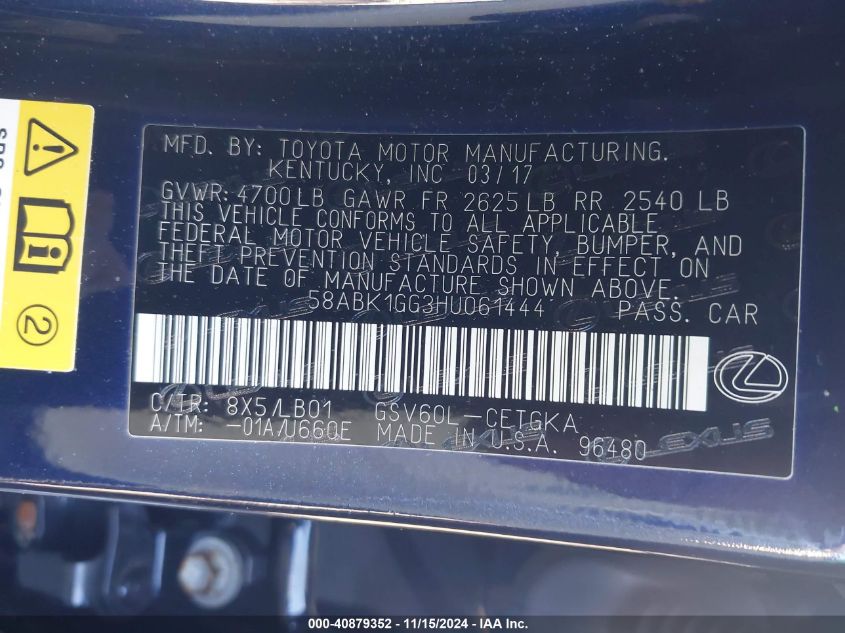 MFD. BY: TOYOTA MOTOR MANUFACTURING.
KENTUCKY, INC 03/17
GVWR: 4700LB GAWR FR 2625LB RR 2540 LB
THIS VEHICLE CONFORMS TO ALL APPLICABLE
FEDERAL MOTOR VEHICLE SAFETY, BUMPER, AND
THEFT PREVENTION STANDARDS IN EFFECT ON
THE DATE OF MANUFACTURE SHOWN ABOVE.
58ABK1GG3HU061444 PASS. CAR
C/TR: 8X5/LB01 GSV60L-CETGKA
A/TM: -01A/U660E MADE IN U.S.A. 96480
LEXUS
2
000-40879352 - 11/15/2024 - IAA Inc.